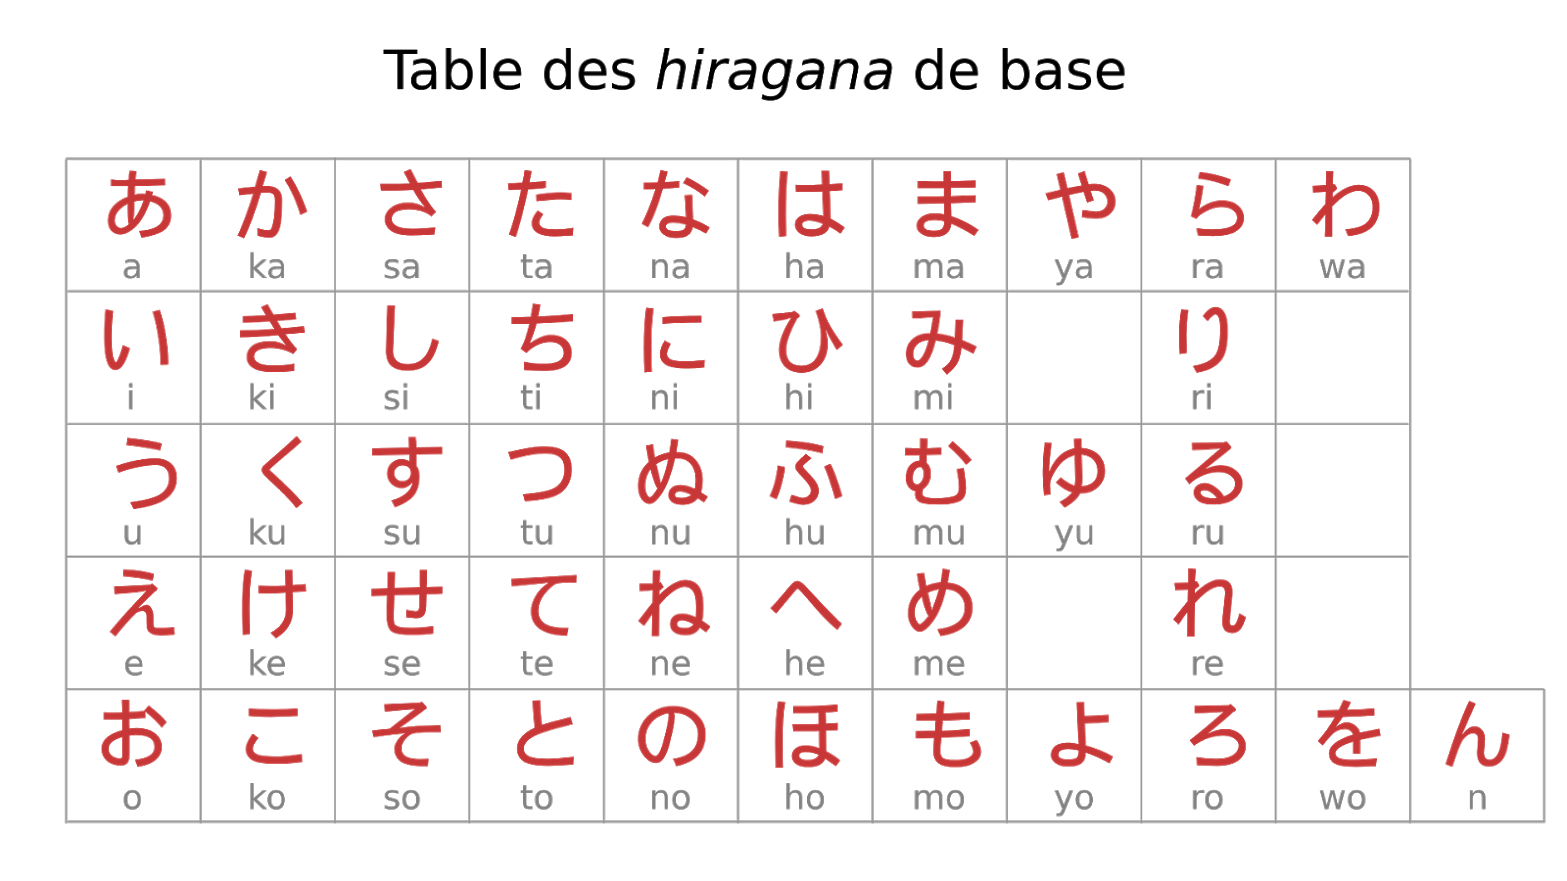 Table des hiragana de base
あ か さ た な は ま や ら わ
a ka sa ta na ha ma ya ra wa
い き し ち に ひ み り
i ki si ti ni hi mi ri
う く す つ ぬ ふ む ゆ る
u ku su tu nu hu mu yu ru
え け せ て ね へ め れ
e ke se te ne he me re
お こ そ と の ほ も よ ろ を ん
o ko so to no ho mo yo ro wo n